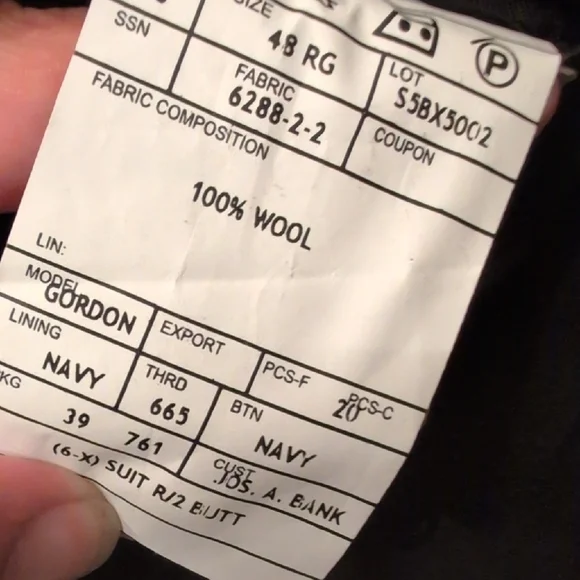 SSN
SIZE
48 RG
P
FABRIC
6288-2-2
LOT
S5BX5002
COUPON
FABRIC COMPOSITION
100% WOOL
LIN:
MODEL
GORDON
EXPORT
PCS-F
20
PCS-C
LINING
NAVY
THRD
665
BTN
NAVY
KG
39 761
CUST
JOS. A. BANK
(6-X) SUIT R/2 BUTT